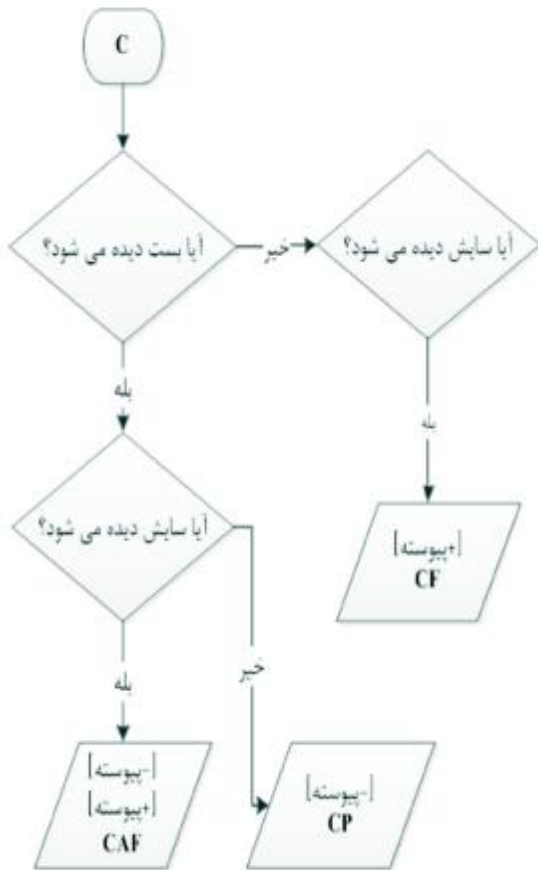 C
آیا بست دیده می شود؟
خیر
آیا سایش دیده می شود؟
بله
بله
آیا سایش دیده می شود؟
[+پیوسته]
CF
خیر
بله
[-پیوسته]
[+پیوسته]
CAF
[-پیوسته]
CP